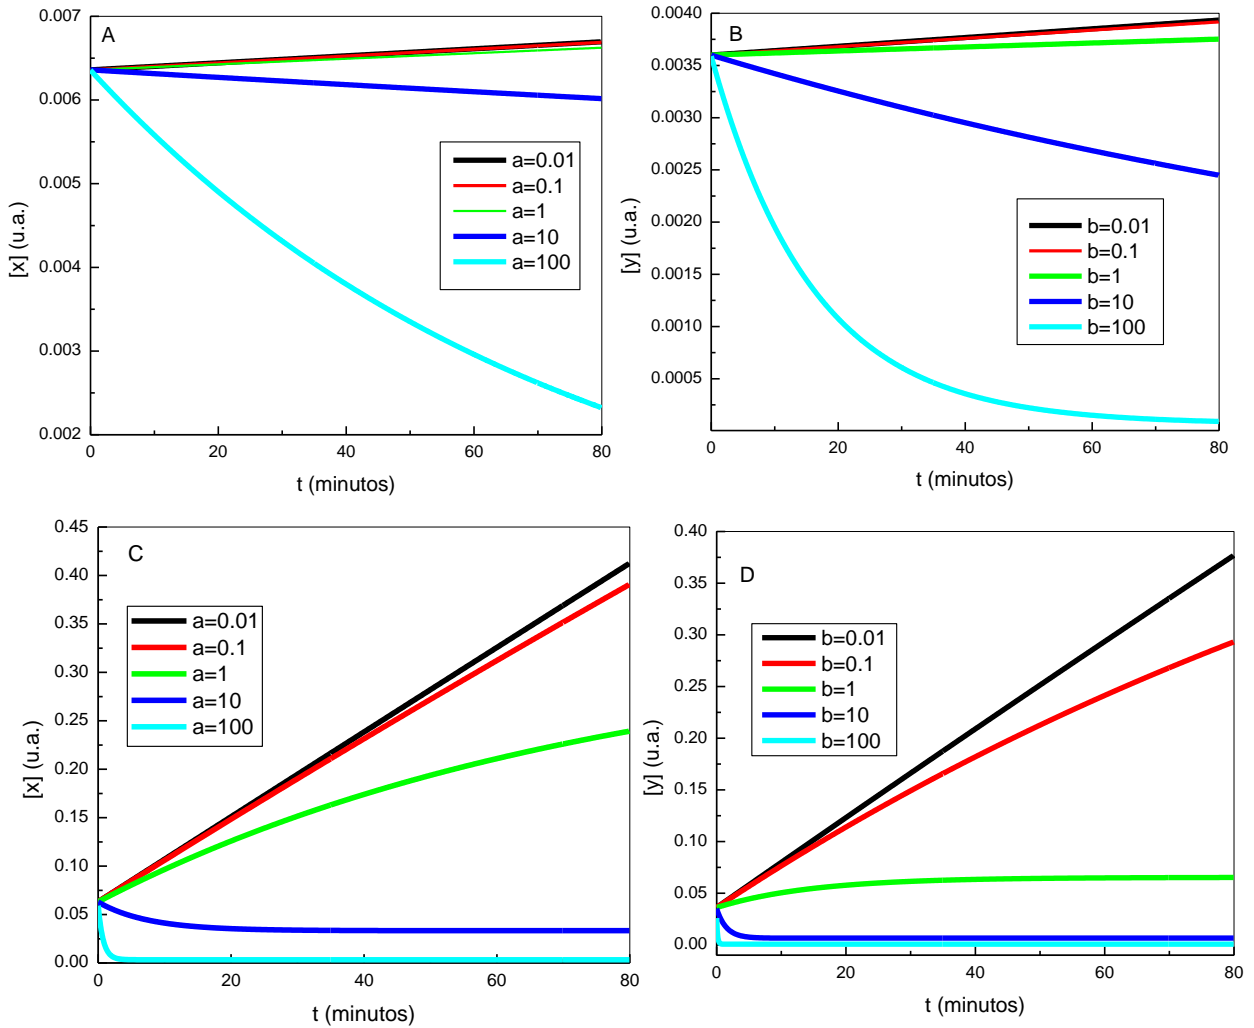 A
0.007
0.006
0.005
0.004
0.003
0.002
[x] (u.a.)
a=0.01
a=0.1
a=1
a=10
a=100
0 20 40 60 80
t (minutos)
B
0.0040
0.0035
0.0030
0.0025
0.0020
0.0015
0.0010
0.0005
[y] (u.a.)
b=0.01
b=0.1
b=1
b=10
b=100
0 20 40 60 80
t (minutos)
C
0.45
0.40
0.35
0.30
0.25
0.20
0.15
0.10
0.05
0.00
[x] (u.a.)
a=0.01
a=0.1
a=1
a=10
a=100
0 20 40 60 80
t (minutos)
D
0.40
0.35
0.30
0.25
0.20
0.15
0.10
0.05
0.00
[y] (u.a.)
b=0.01
b=0.1
b=1
b=10
b=100
0 20 40 60 80
t (minutos)